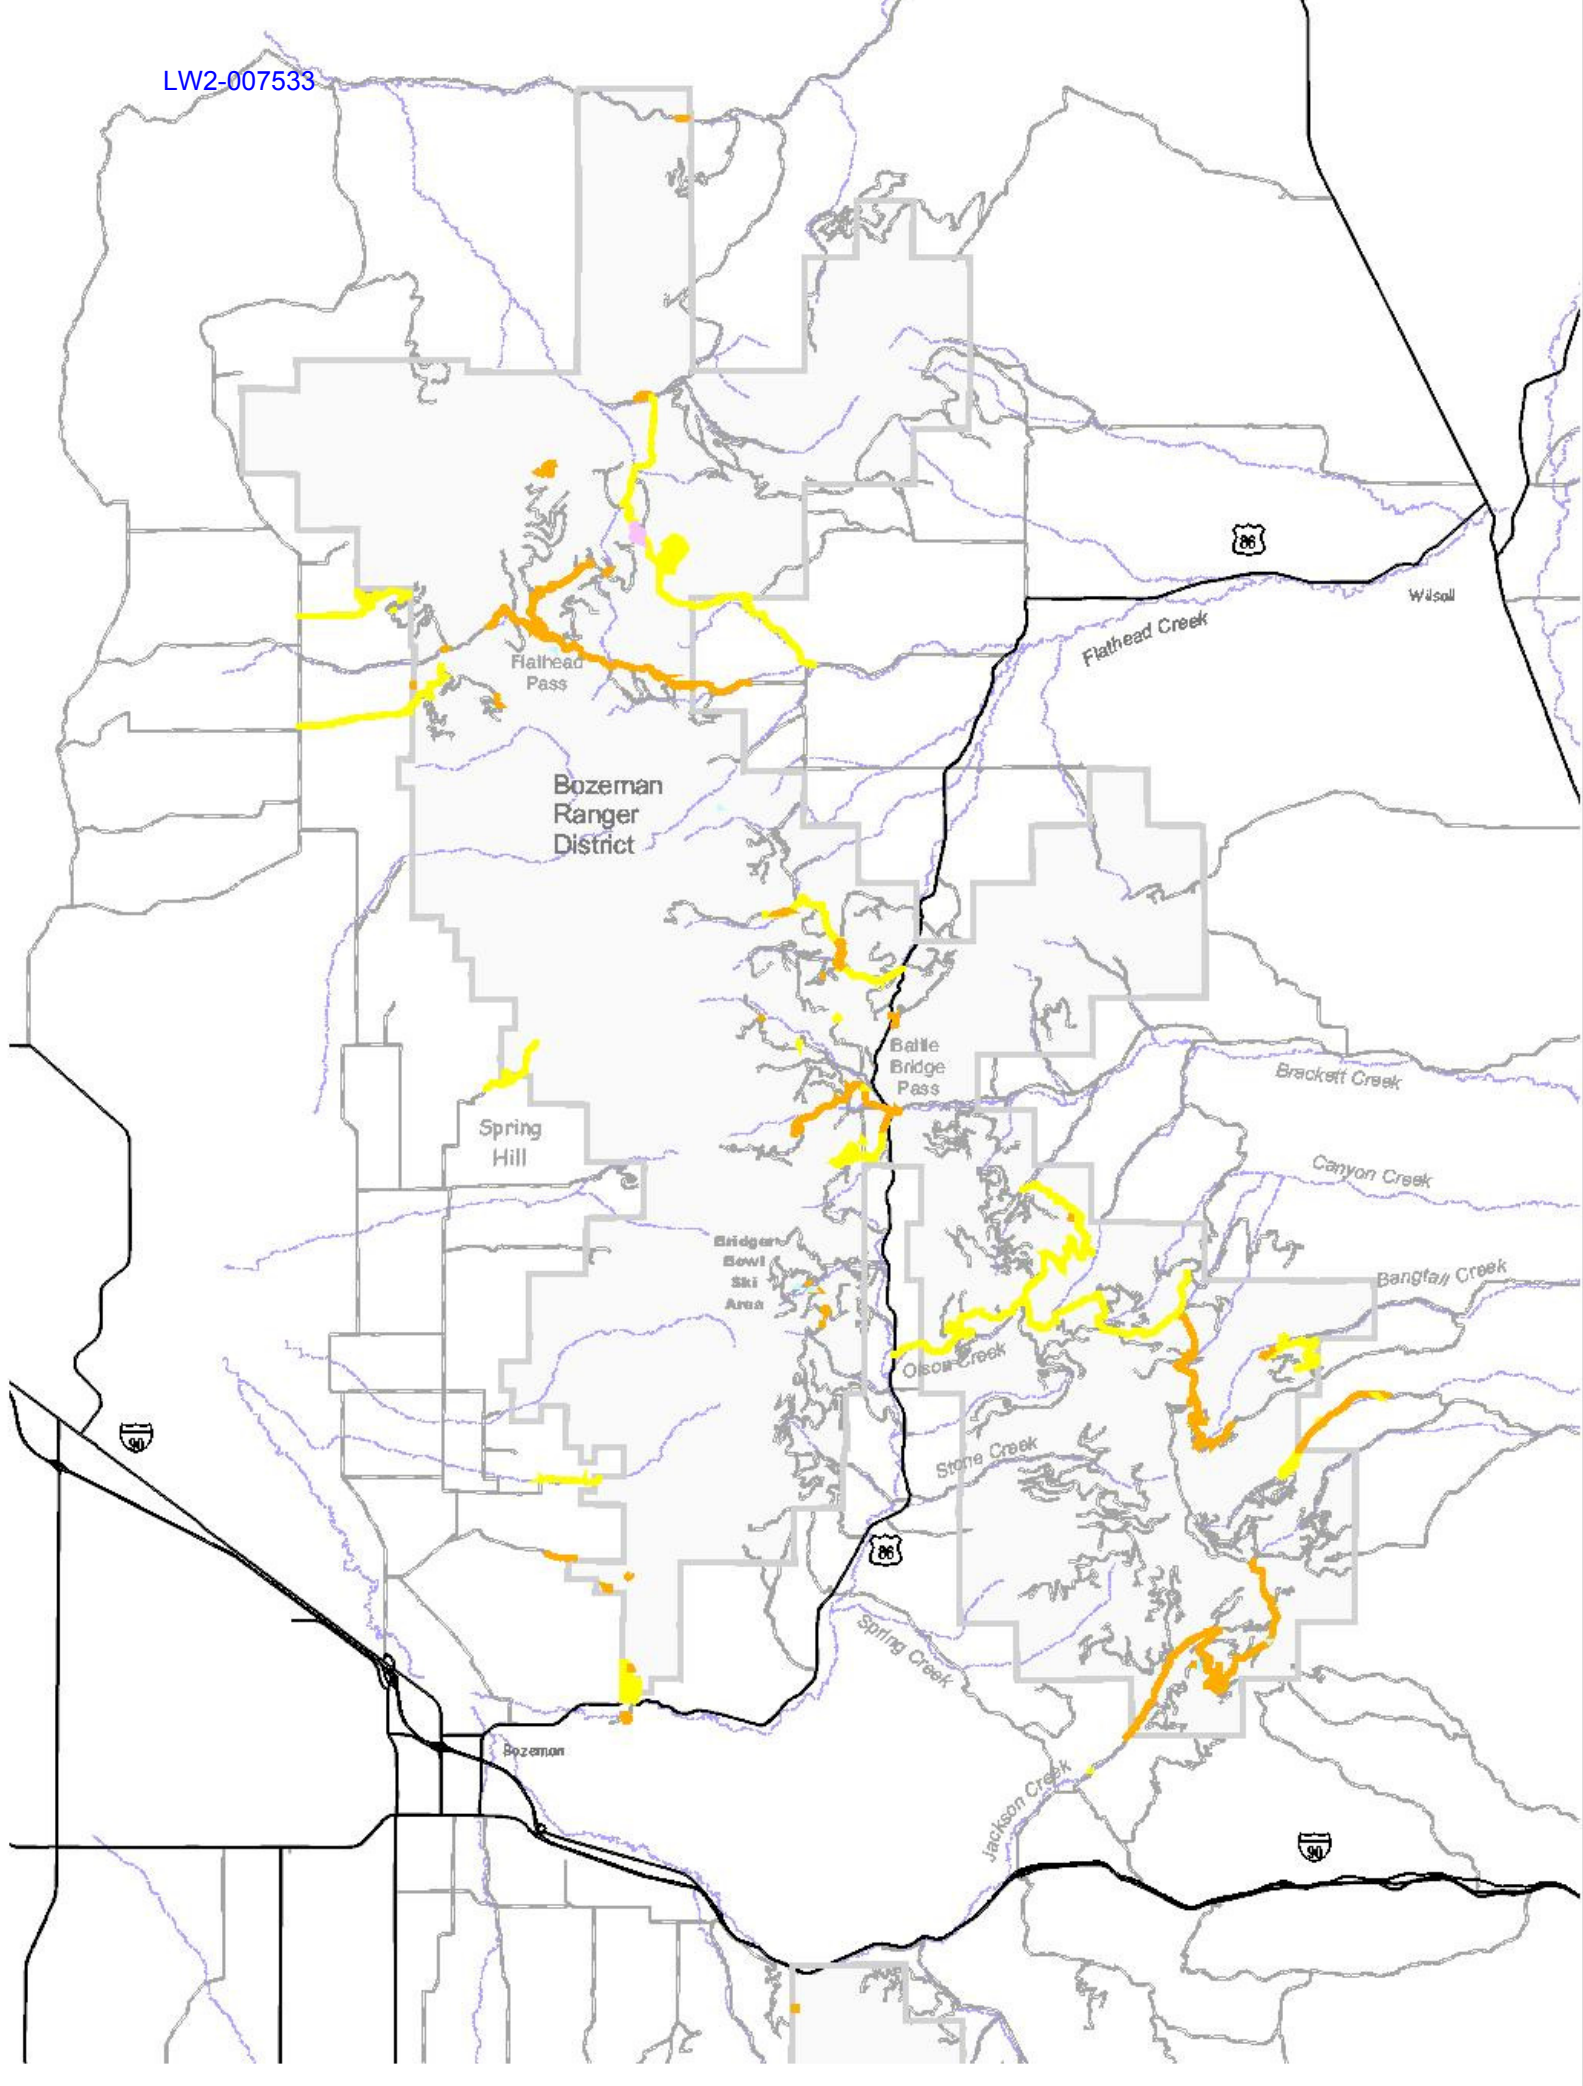 LW2-007533
86
Wilsall
Flathead Creek
Flathead
Pass
Bozeman
Ranger
District
Battle
Bridge
Pass
Brackett Creek
Spring
Hill
Canyon Creek
Bridger
Bowl
Ski
Area
Bangtail Creek
Olson Creek
90
Stone Creek
86
Spring Creek
Bozeman
Jackson Creek
90